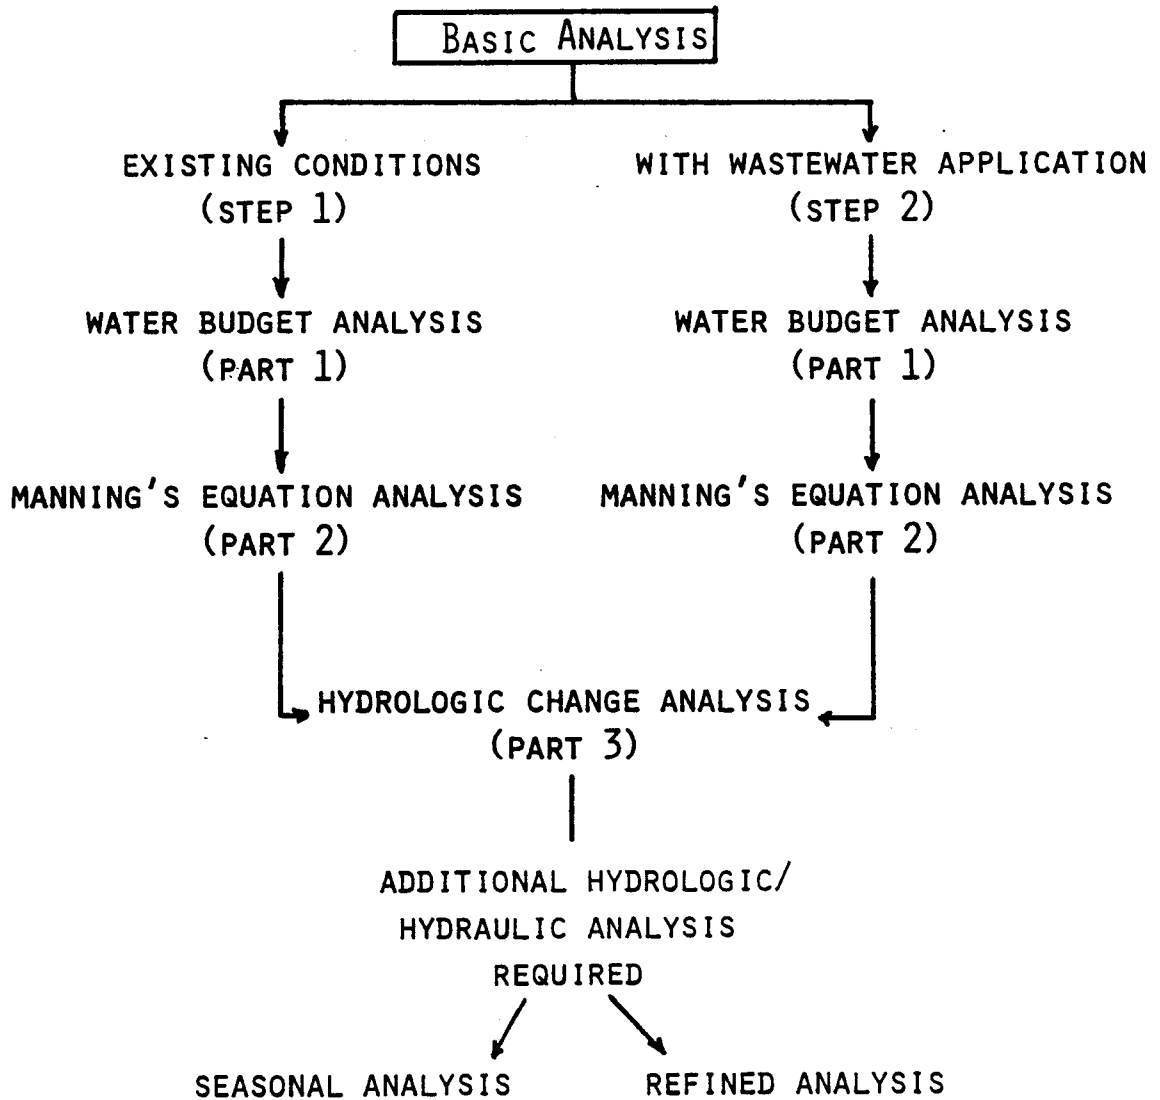 BASIC ANALYSIS
EXISTING CONDITIONS
(STEP 1)
WITH WASTEWATER APPLICATION
(STEP 2)
WATER BUDGET ANALYSIS
(PART 1)
WATER BUDGET ANALYSIS
(PART 1)
MANNING'S EQUATION ANALYSIS
(PART 2)
MANNING'S EQUATION ANALYSIS
(PART 2)
HYDROLOGIC CHANGE ANALYSIS
(PART 3)
ADDITIONAL HYDROLOGIC/
HYDRAULIC ANALYSIS
REQUIRED
SEASONAL ANALYSIS
REFINED ANALYSIS